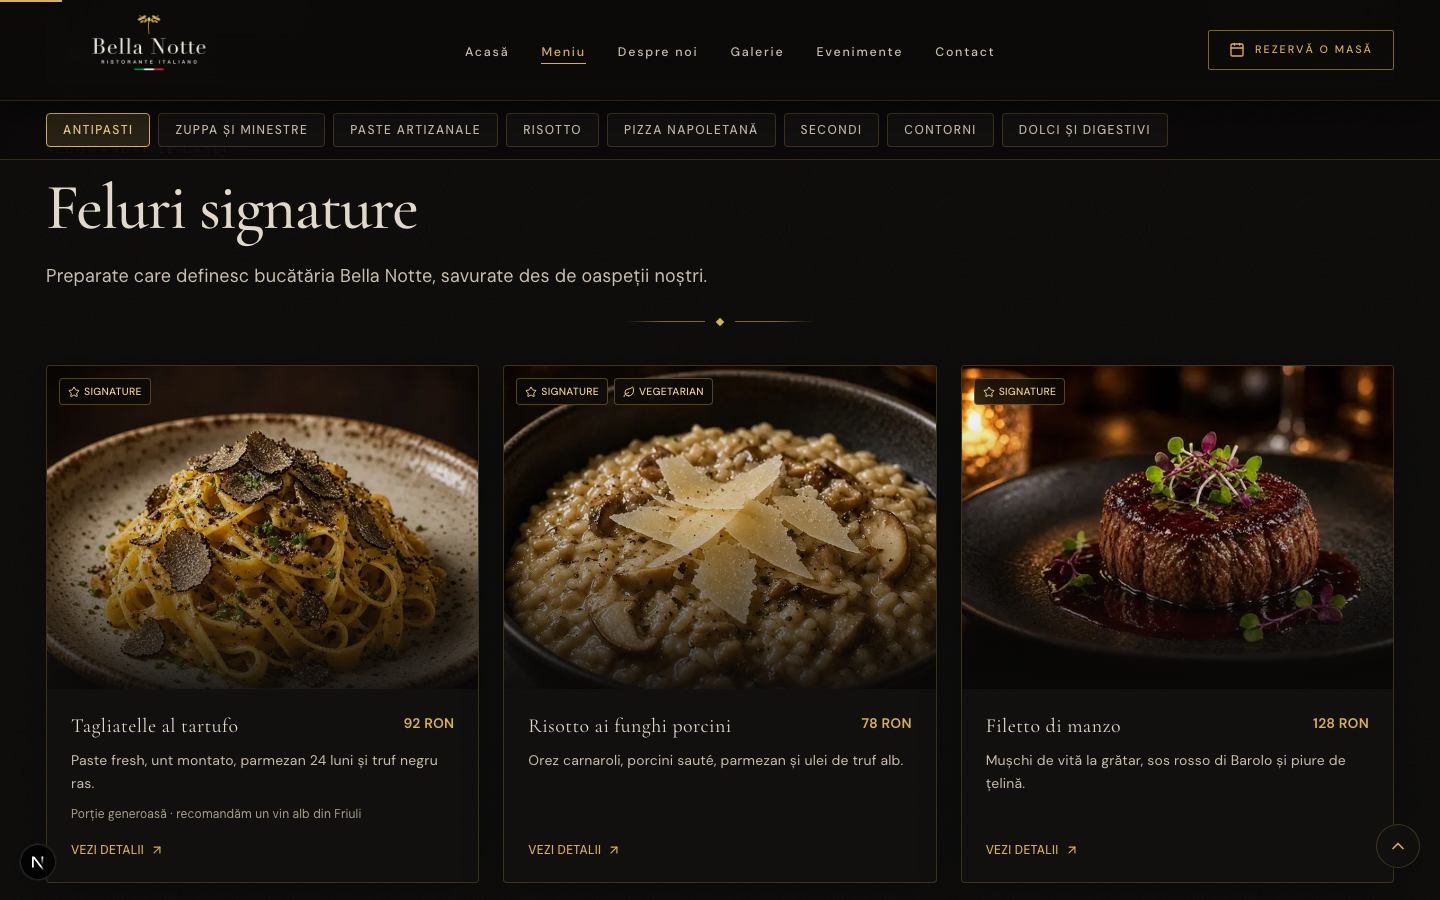 Bella Notte
RISTORANTE ITALIANO
Acasă
Meniu
Despre noi
Galerie
Evenimente
Contact
REZERVĂ O MASĂ
ANTIPASTI
ZUPPA ȘI MINESTRE
PASTE ARTIZANALE
RISOTTO
PIZZA NAPOLETANĂ
SECONDI
CONTORNI
DOLCI ȘI DIGESTIVI
Feluri signature
Preparate care definesc bucătăria Bella Notte, savurate des de oaspeții noștri.
SIGNATURE
Tagliatelle al tartufo
92 RON
Paste fresh, unt montato, parmezan 24 luni și truf negru
ras.
Porție generoasă · recomandăm un vin alb din Friuli
VEZI DETALII
SIGNATURE
VEGETARIAN
Risotto ai funghi porcini
78 RON
Orez carnaroli, porcini sauté, parmezan și ulei de truf alb.
VEZI DETALII
SIGNATURE
Filetto di manzo
128 RON
Mușchi de vită la grătar, sos rosso di Barolo și piure de
țelină.
VEZI DETALII
N